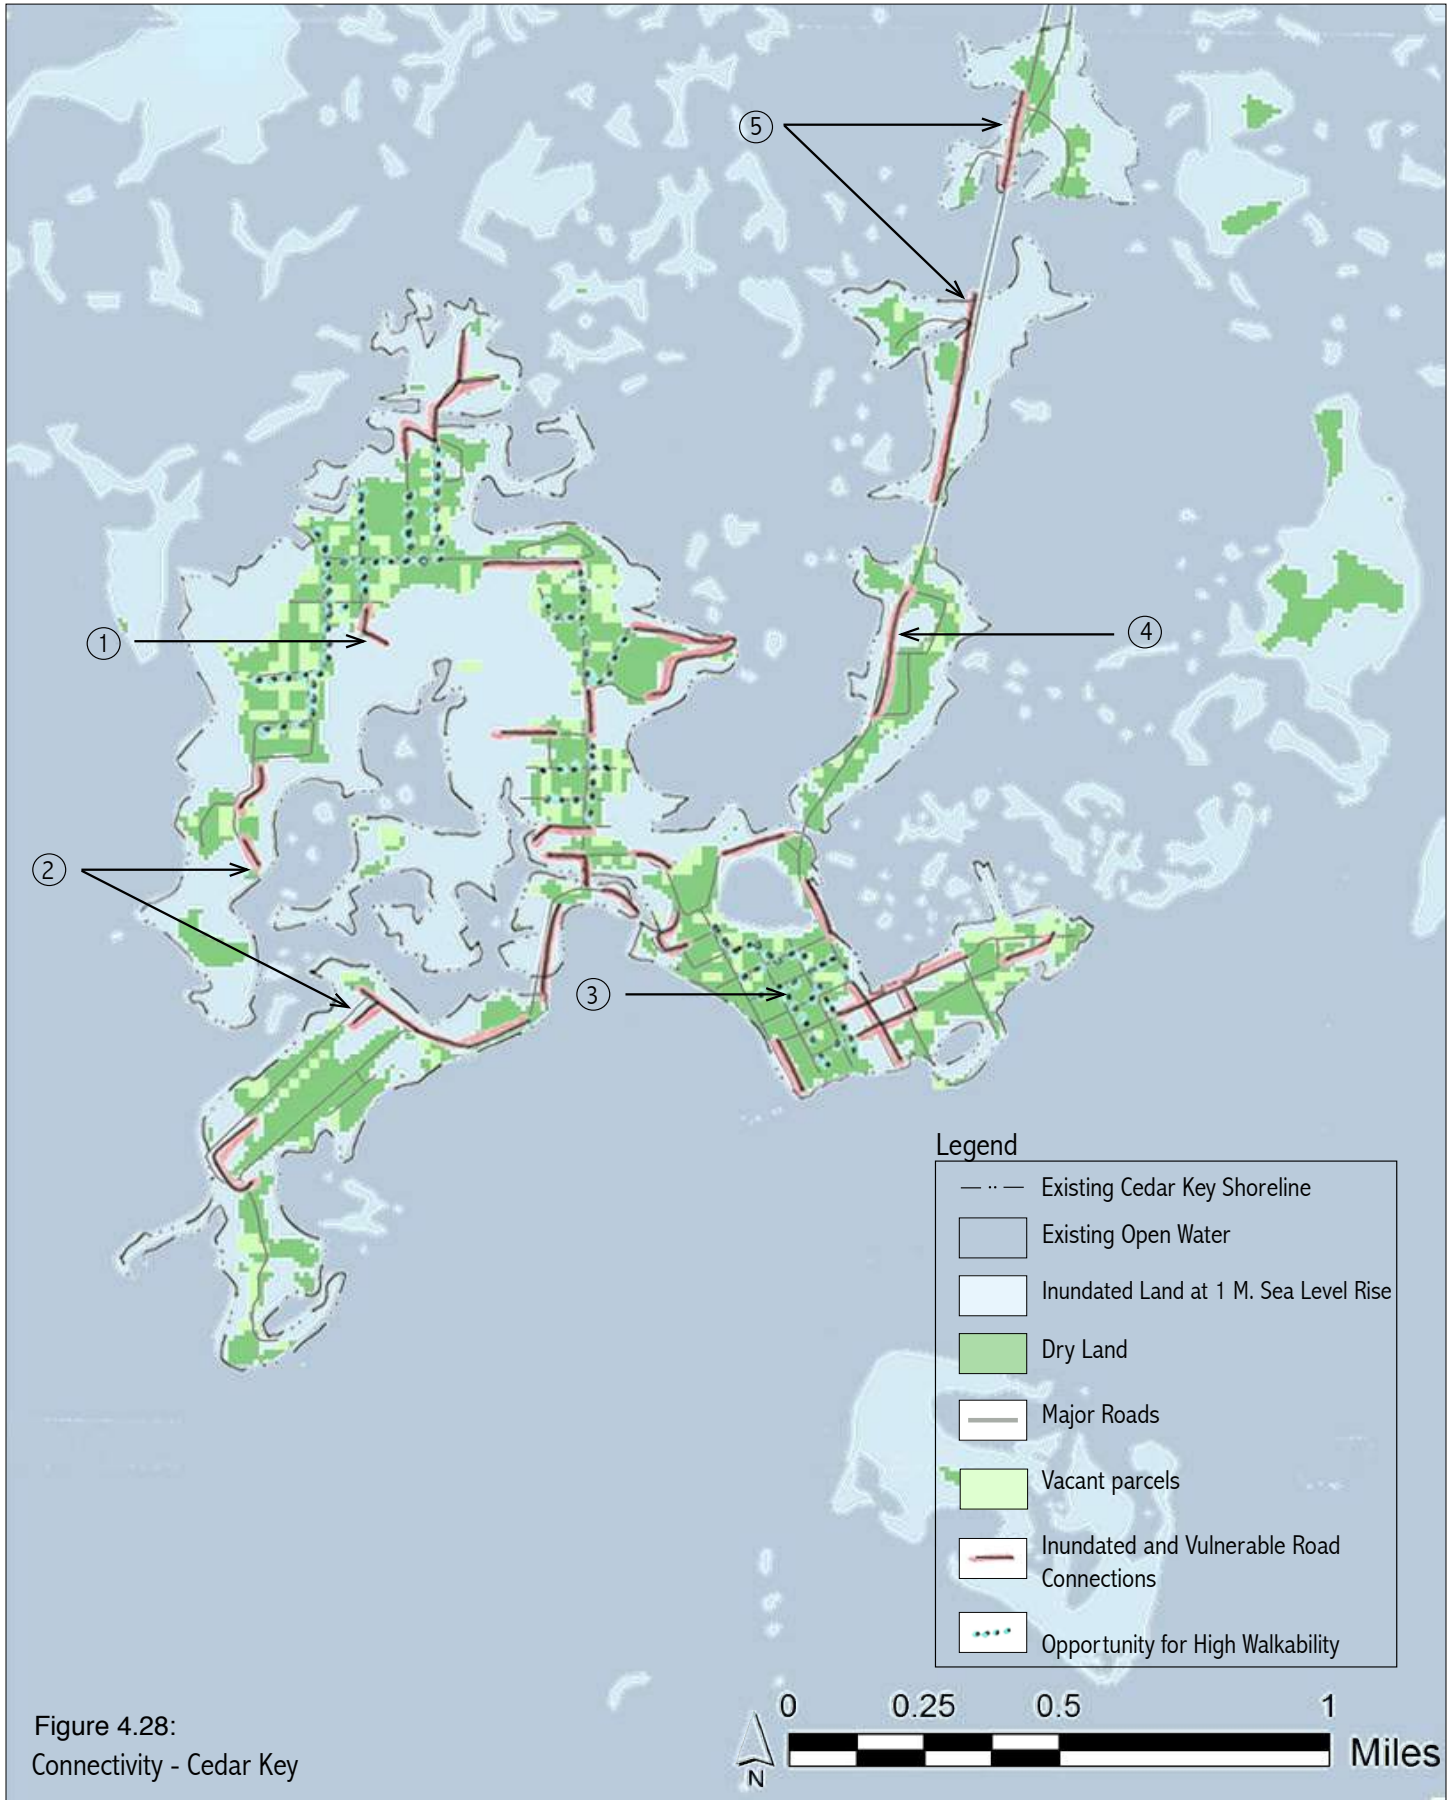 ⑤
①
④
②
③
Legend
Existing Cedar Key Shoreline
Existing Open Water
Inundated Land at 1 M. Sea Level Rise
Dry Land
Major Roads
Vacant parcels
Inundated and Vulnerable Road
Connections
Opportunity for High Walkability
0 0.25 0.5 1
Miles
N
Figure 4.28:
Connectivity - Cedar Key